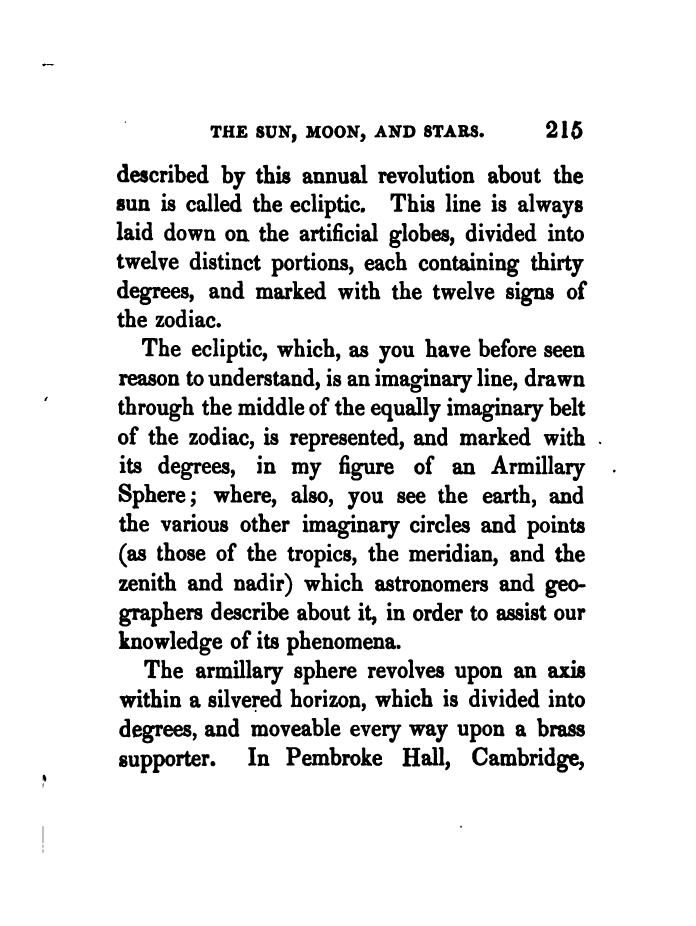 THE SUN, MOON, AND STARS. 215
described by this annual revolution about the
sun is called the ecliptic. This line is always
laid down on the artificial globes, divided into
twelve distinct portions, each containing thirty
degrees, and marked with the twelve signs of
the zodiac.
The ecliptic, which, as you have before seen
reason to understand, is an imaginary line, drawn
through the middle of the equally imaginary belt
of the zodiac, is represented, and marked with
its degrees, in my figure of an Armillary
Sphere; where, also, you see the earth, and
the various other imaginary circles and points
(as those of the tropics, the meridian, and the
zenith and nadir) which astronomers and geo-
graphers describe about it, in order to assist our
knowledge of its phenomena.
The armillary sphere revolves upon an axis
within a silvered horizon, which is divided into
degrees, and moveable every way upon a brass
supporter. In Pembroke Hall, Cambridge,